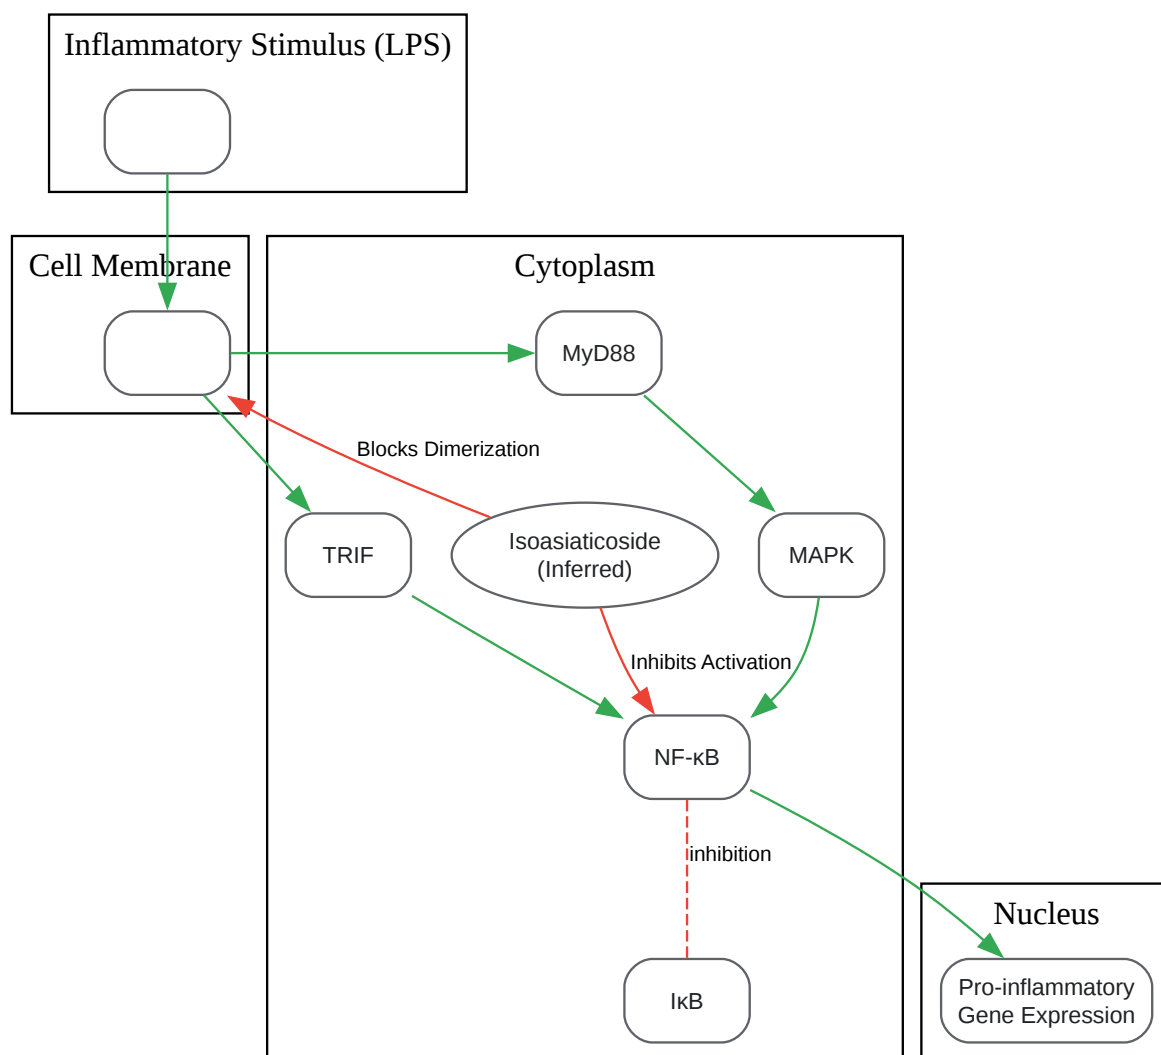 Inflammatory Stimulus (LPS)
Cell Membrane
Cytoplasm
MyD88
Blocks Dimerization
TRIF
Isoasiaticoside
(Inferred)
MAPK
Inhibits Activation
NF-κB
inhibition
Nucleus
IκB
Pro-inflammatory
Gene Expression